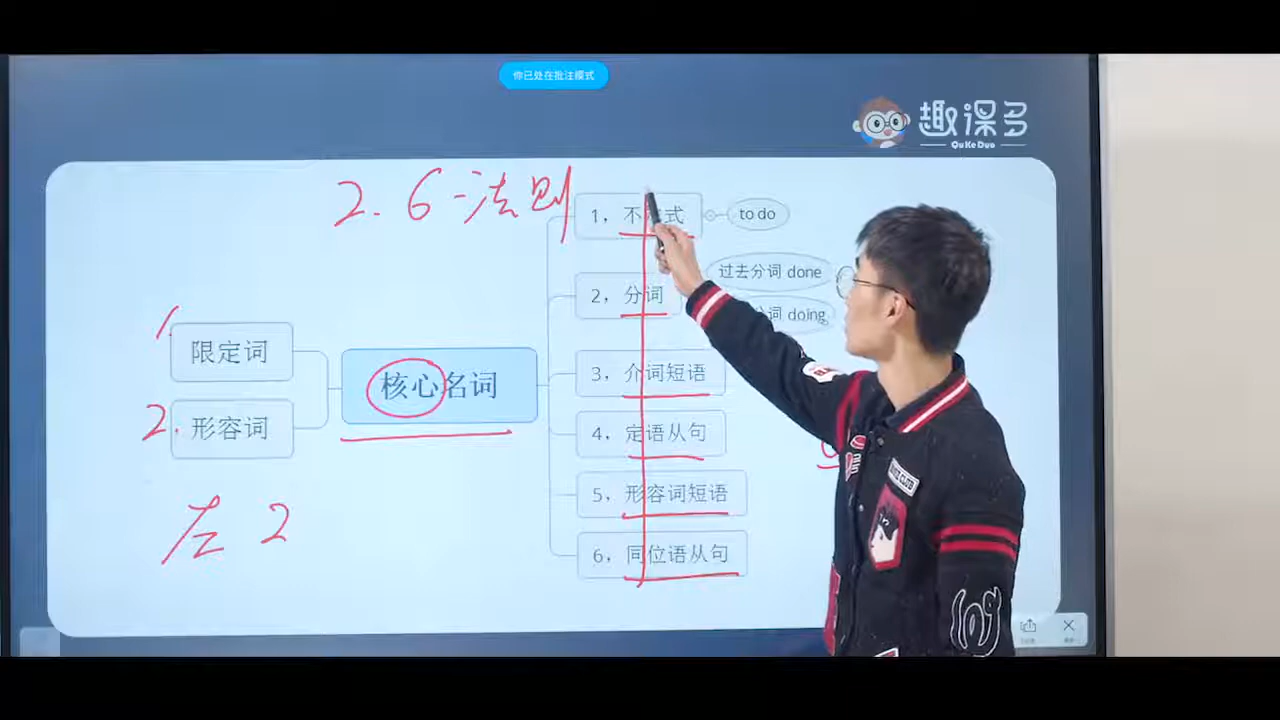 你已处在批注模式
趣课多
QuKeDuo
2.6法则
1，不定式
to do
2，分词
过去分词 done
词 doing
1.
限定词
核心名词
3，介词短语
2.
形容词
4，定语从句
5，形容词短语
左2
6，同位语从句